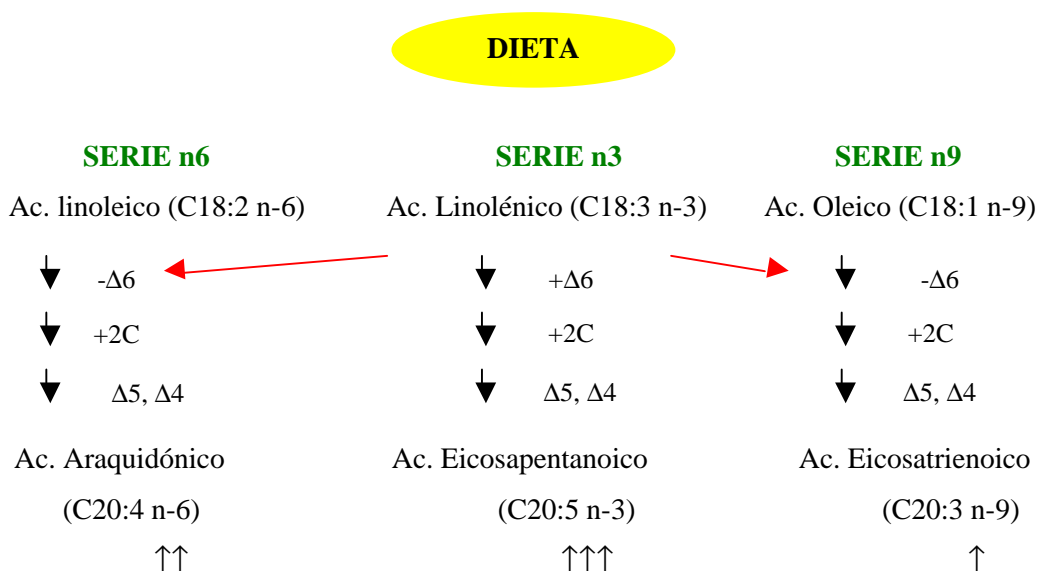 DIETA
SERIE n6 SERIE n3 SERIE n9
Ac. linoleico (C18:2 n-6) Ac. Linolénico (C18:3 n-3) Ac. Oleico (C18:1 n-9)
-Δ6 +Δ6 -Δ6
+2C +2C +2C
Δ5, Δ4 Δ5, Δ4 Δ5, Δ4
Ac. Araquidónico Ac. Eicosapentanoico Ac. Eicosatrienoico
(C20:4 n-6) (C20:5 n-3) (C20:3 n-9)
↑↑ ↑↑↑ ↑